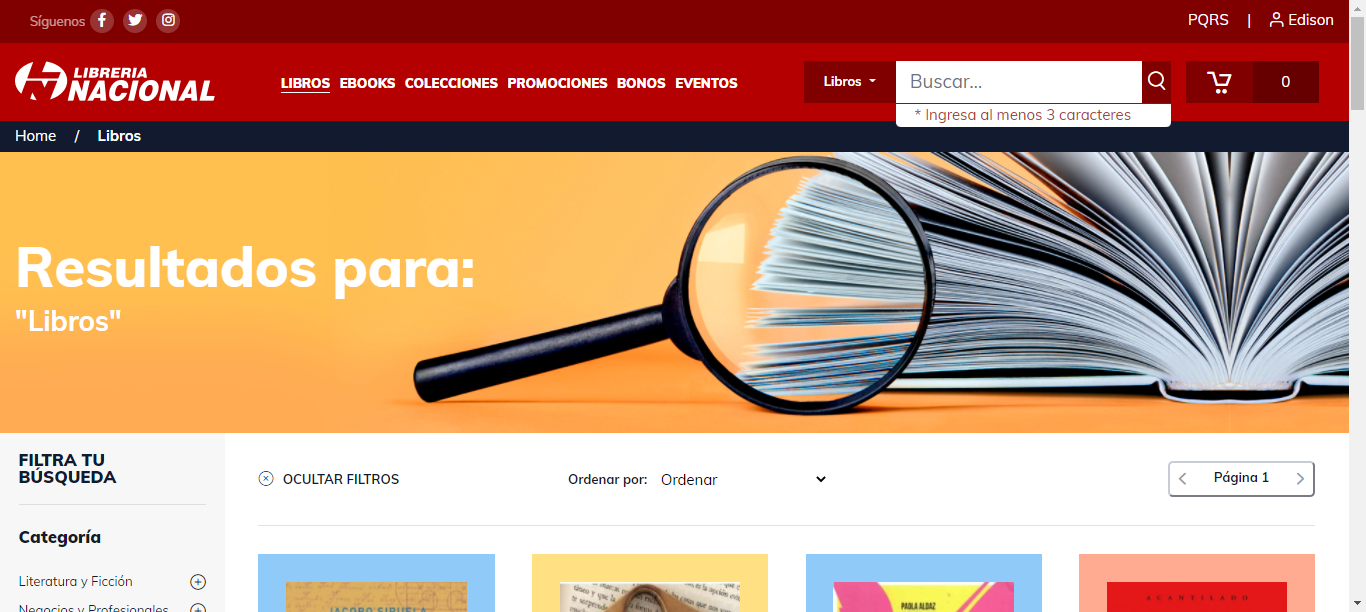 Síguenos
PQRS | Edison
LIBRERIA
NACIONAL
LIBROS EBOOKS COLECCIONES PROMOCIONES BONOS EVENTOS
Libros
Buscar...
0
* Ingresa al menos 3 caracteres
Home / Libros
Resultados para:
"Libros"
FILTRA TU
BÚSQUEDA
OCULTAR FILTROS
Ordenar por: Ordenar
Página 1
Categoría
Literatura y Ficción
Negocios y Profesionales
JACOBO SIRUELA
PAOLA ALDAZ
ACANTILADO